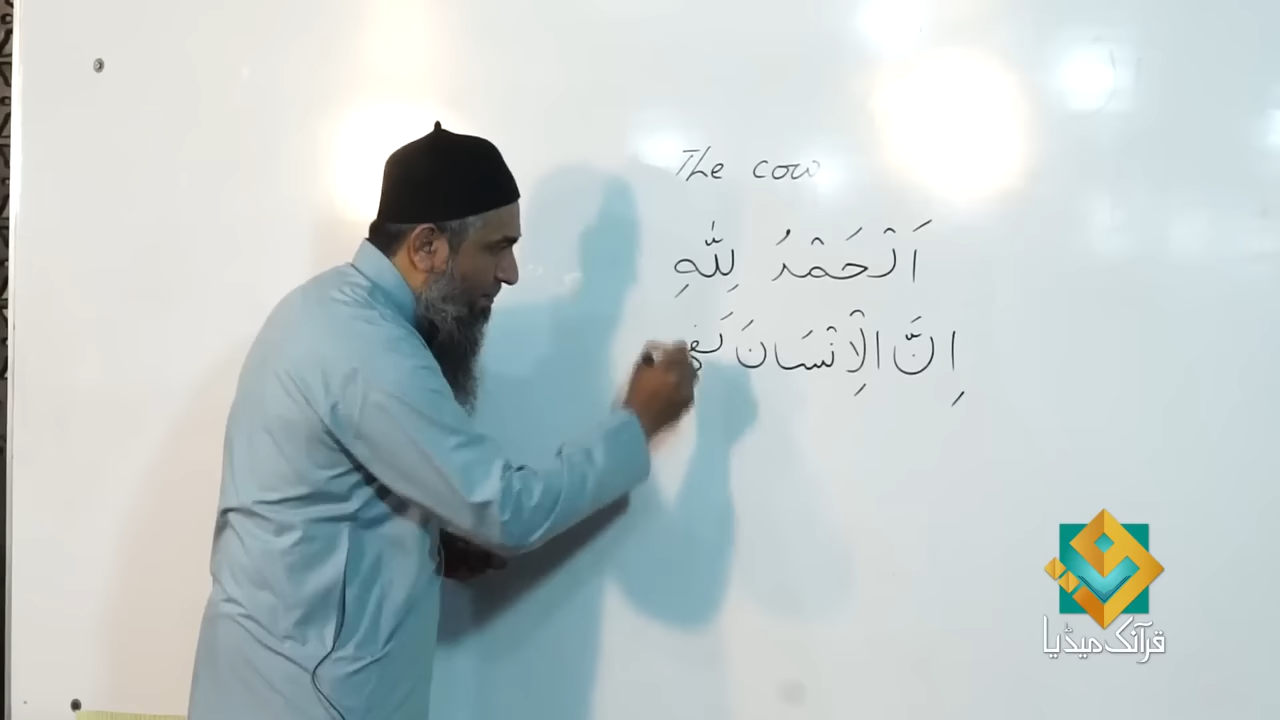 The cow
اَلْحَمْدُ لِلّٰهِ
اِنَّ الْاِنْسَانَ لَفِی
قرآنک میڈیا